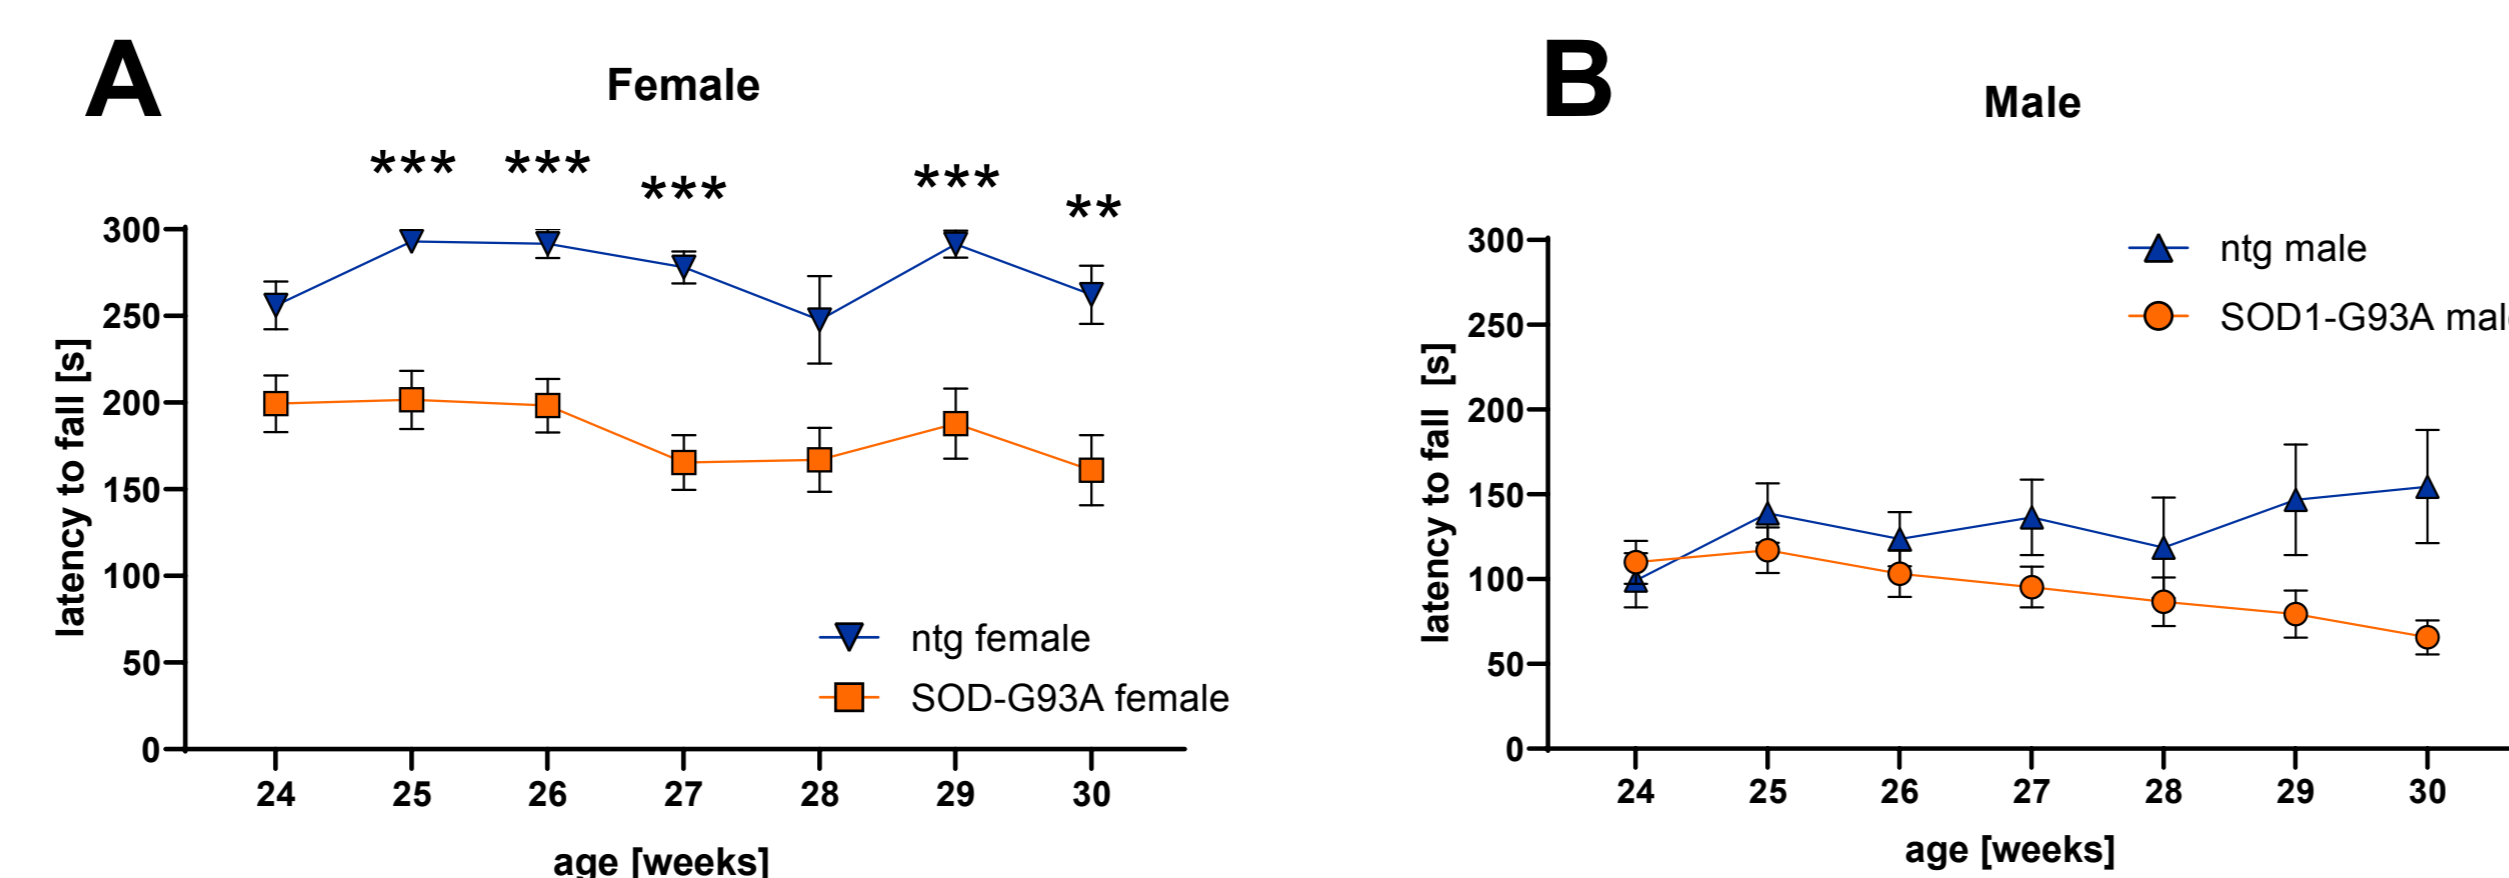 A
Female
*** *** *** *** **
300
250
200
150
100
50
0
latency to fall [s]
ntg female
SOD-G93A female
24 25 26 27 28 29 30
age [weeks]
B
Male
300
250
200
150
100
50
0
latency to fall [s]
ntg male
SOD1-G93A mal
24 25 26 27 28 29 30
age [weeks]